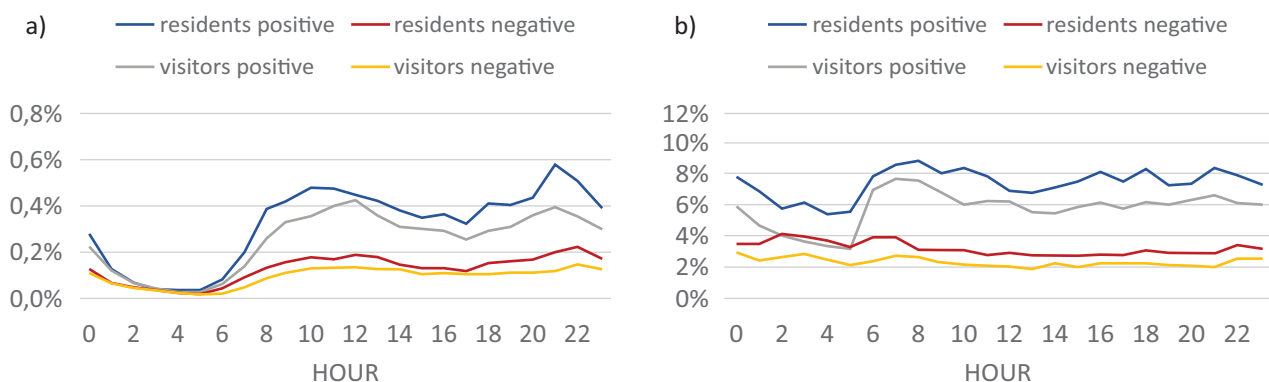 a)
residents positive
residents negative
visitors positive
visitors negative
0,8%
0,6%
0,4%
0,2%
0,0%
0 2 4 6 8 10 12 14 16 18 20 22
HOUR
b)
residents positive
residents negative
visitors positive
visitors negative
12%
10%
8%
6%
4%
2%
0%
0 2 4 6 8 10 12 14 16 18 20 22
HOUR